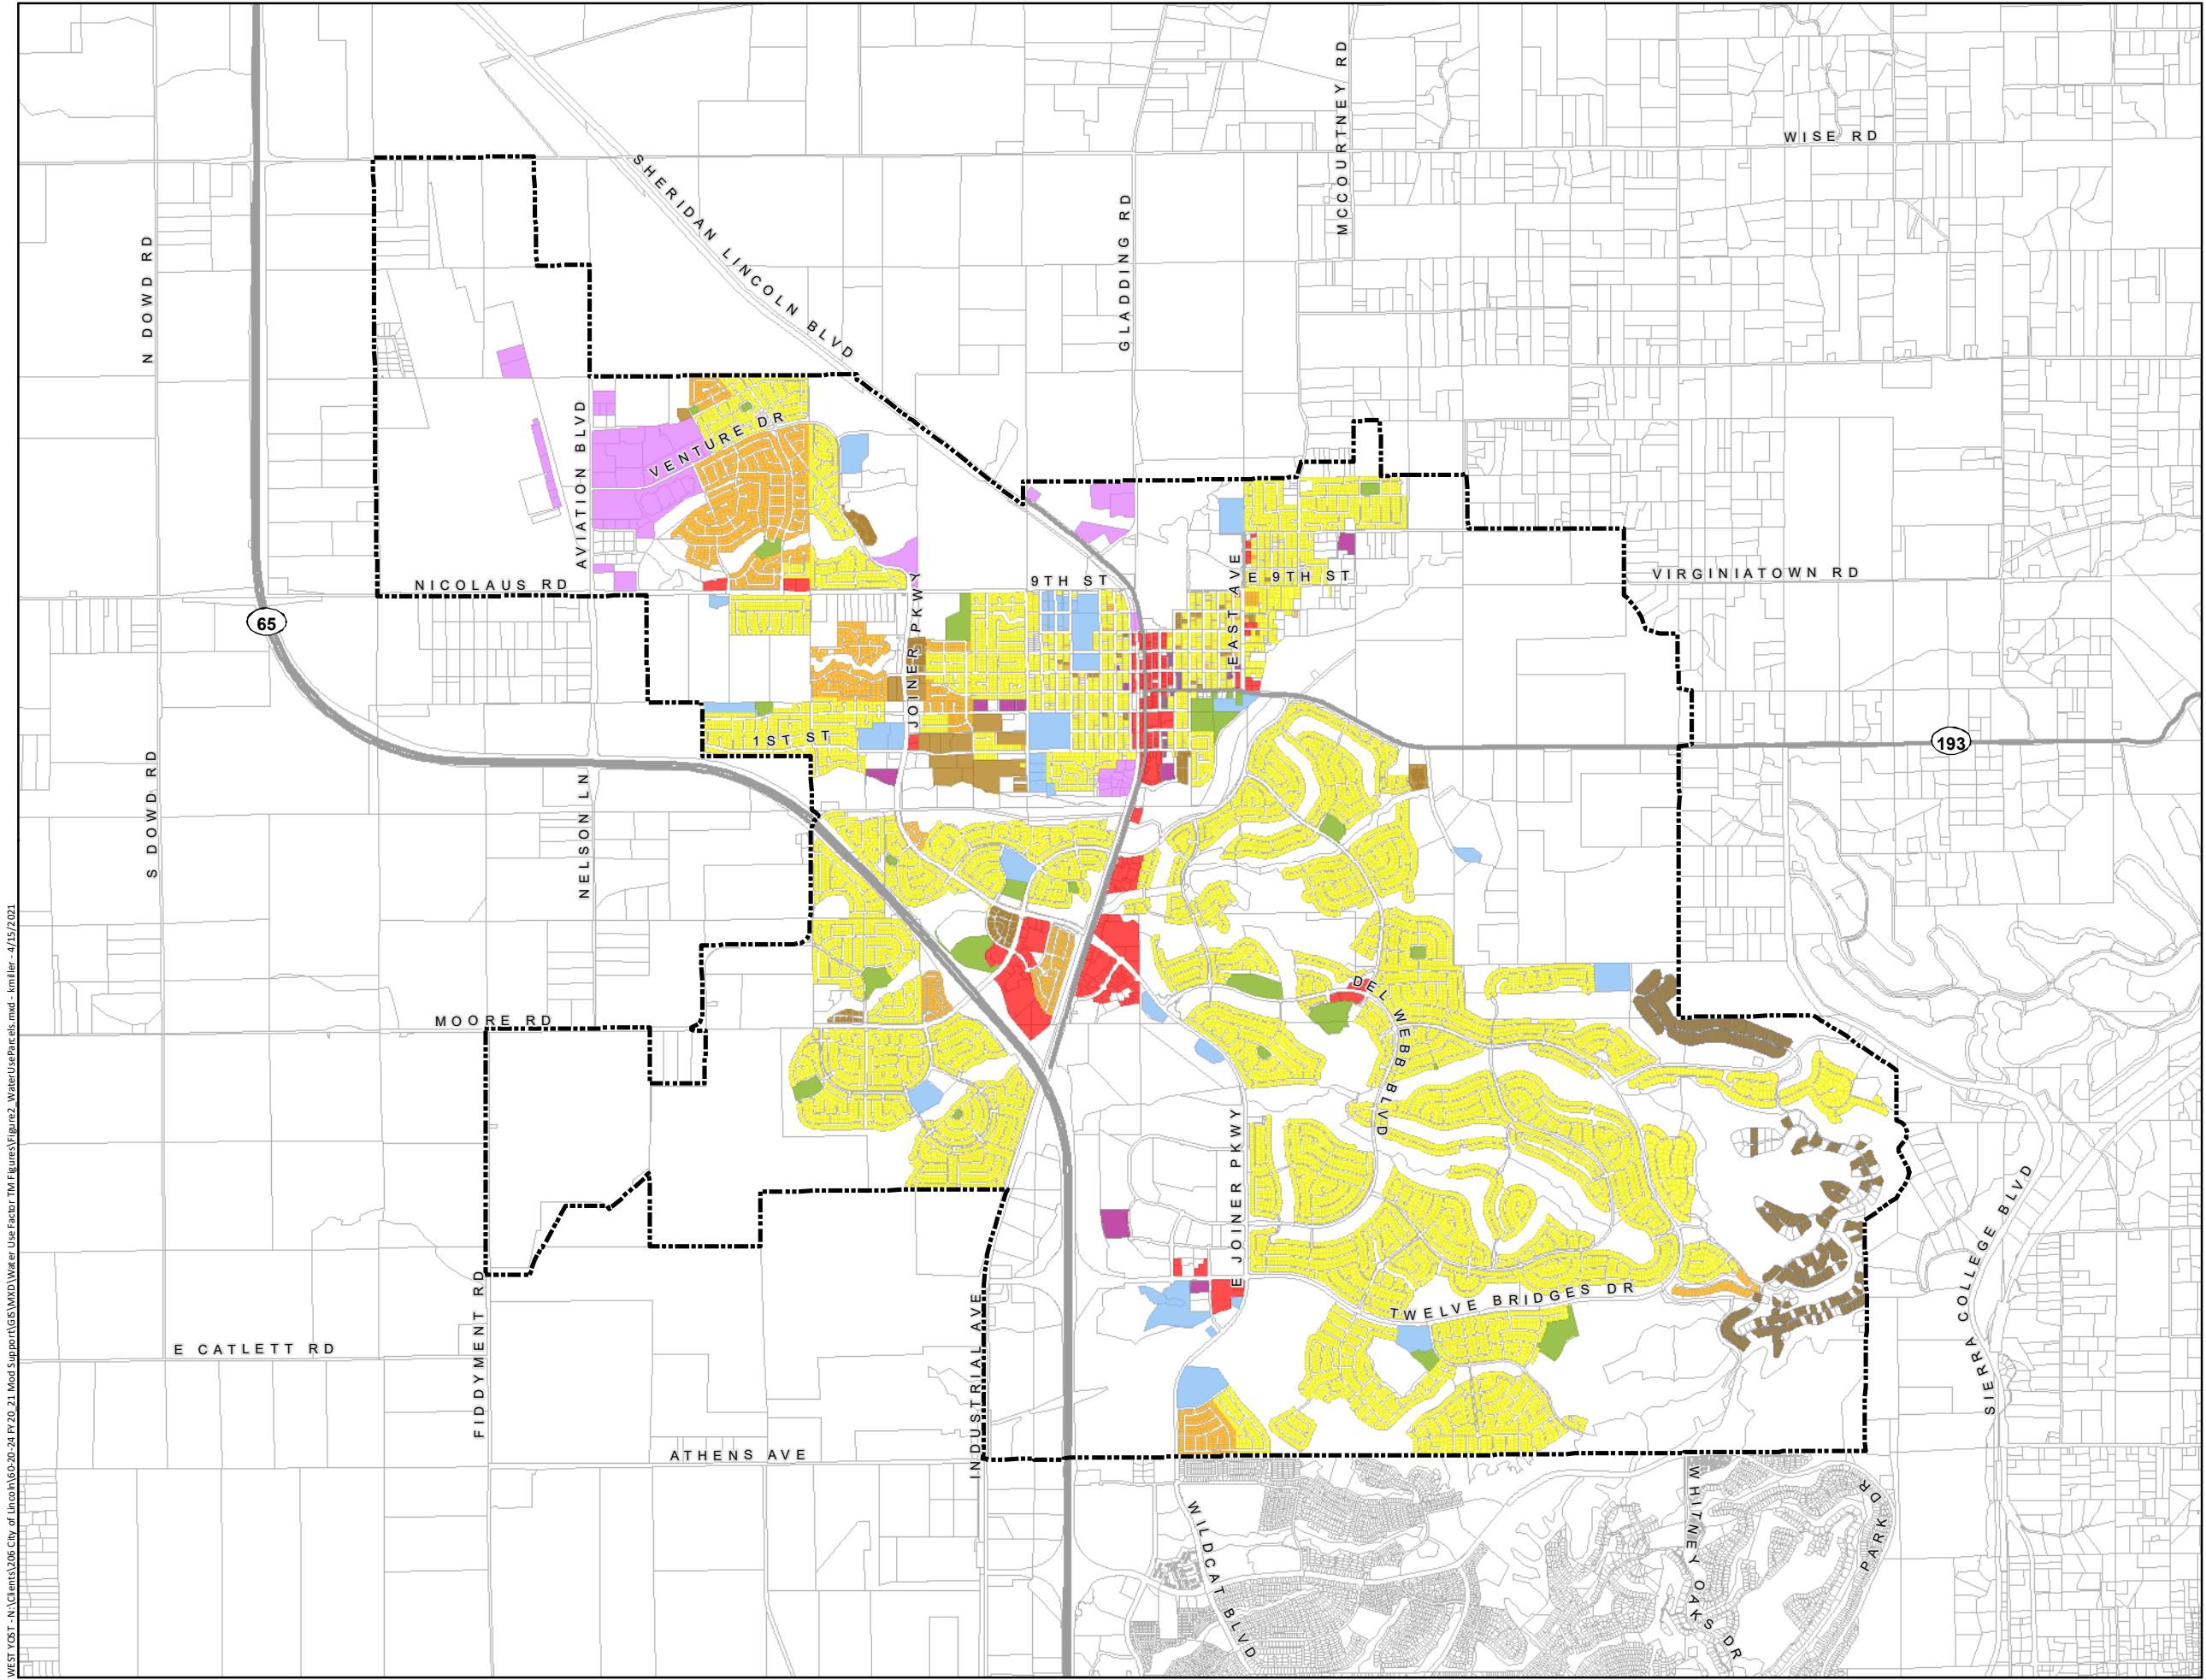 MCCOURTNEY RD
WISE RD
SHERIDAN LINCOLN BLVD
GLADDING RD
N DOWD RD
VENTURE DR
AVIATION BLVD
NICOLAUS RD
9TH ST
EAST AVE
E 9TH ST
VIRGINIATOWN RD
65
JOINER PKWY
1ST ST
193
S DOWD RD
NELSON LN
DEL WEBB BLVD
MOORE RD
E JOINER PKWY
SIERRA COLLEGE BLVD
TWELVE BRIDGES DR
E CATLETT RD
FIDDYMENT RD
INDUSTRIAL AVE
ATHENS AVE
WILDCAT BLVD
WHITNEY OAKS DR
PARK DR
WEST YOST - N:\Clients\206 City of Lincoln\60-20-24 FY20_21 Mod Support\GIS\MXD\Water Use Factor TM Figures\Figure2_WaterUseParcels.mxd - kmiller - 4/15/2021